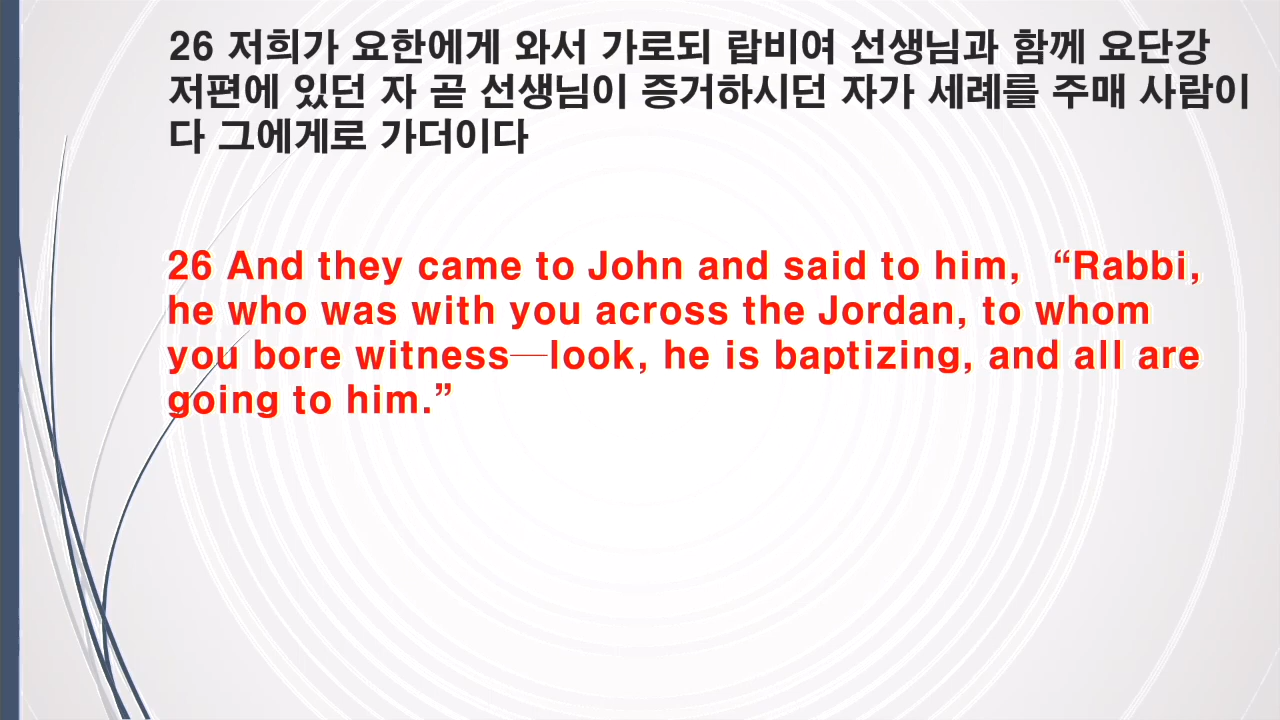 26 저희가 요한에게 와서 가로되 랍비여 선생님과 함께 요단강
저편에 있던 자 곧 선생님이 증거하시던 자가 세례를 주매 사람이
다 그에게로 가더이다
26 And they came to John and said to him, “Rabbi,
he who was with you across the Jordan, to whom
you bore witness—look, he is baptizing, and all are
going to him.”